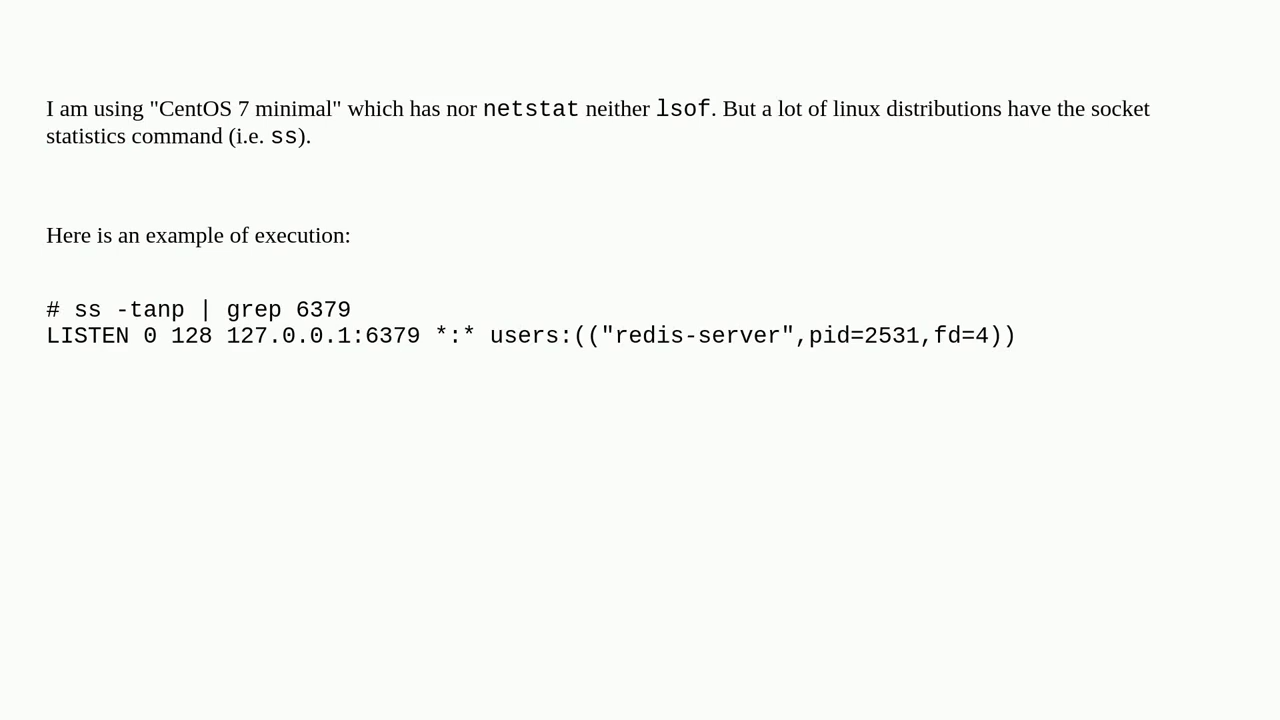 I am using "CentOS 7 minimal" which has nor netstat neither lsof. But a lot of linux distributions have the socket
statistics command (i.e. ss).
Here is an example of execution:
# ss -tanp | grep 6379
LISTEN 0 128 127.0.0.1:6379 *:* users:(("redis-server",pid=2531,fd=4))